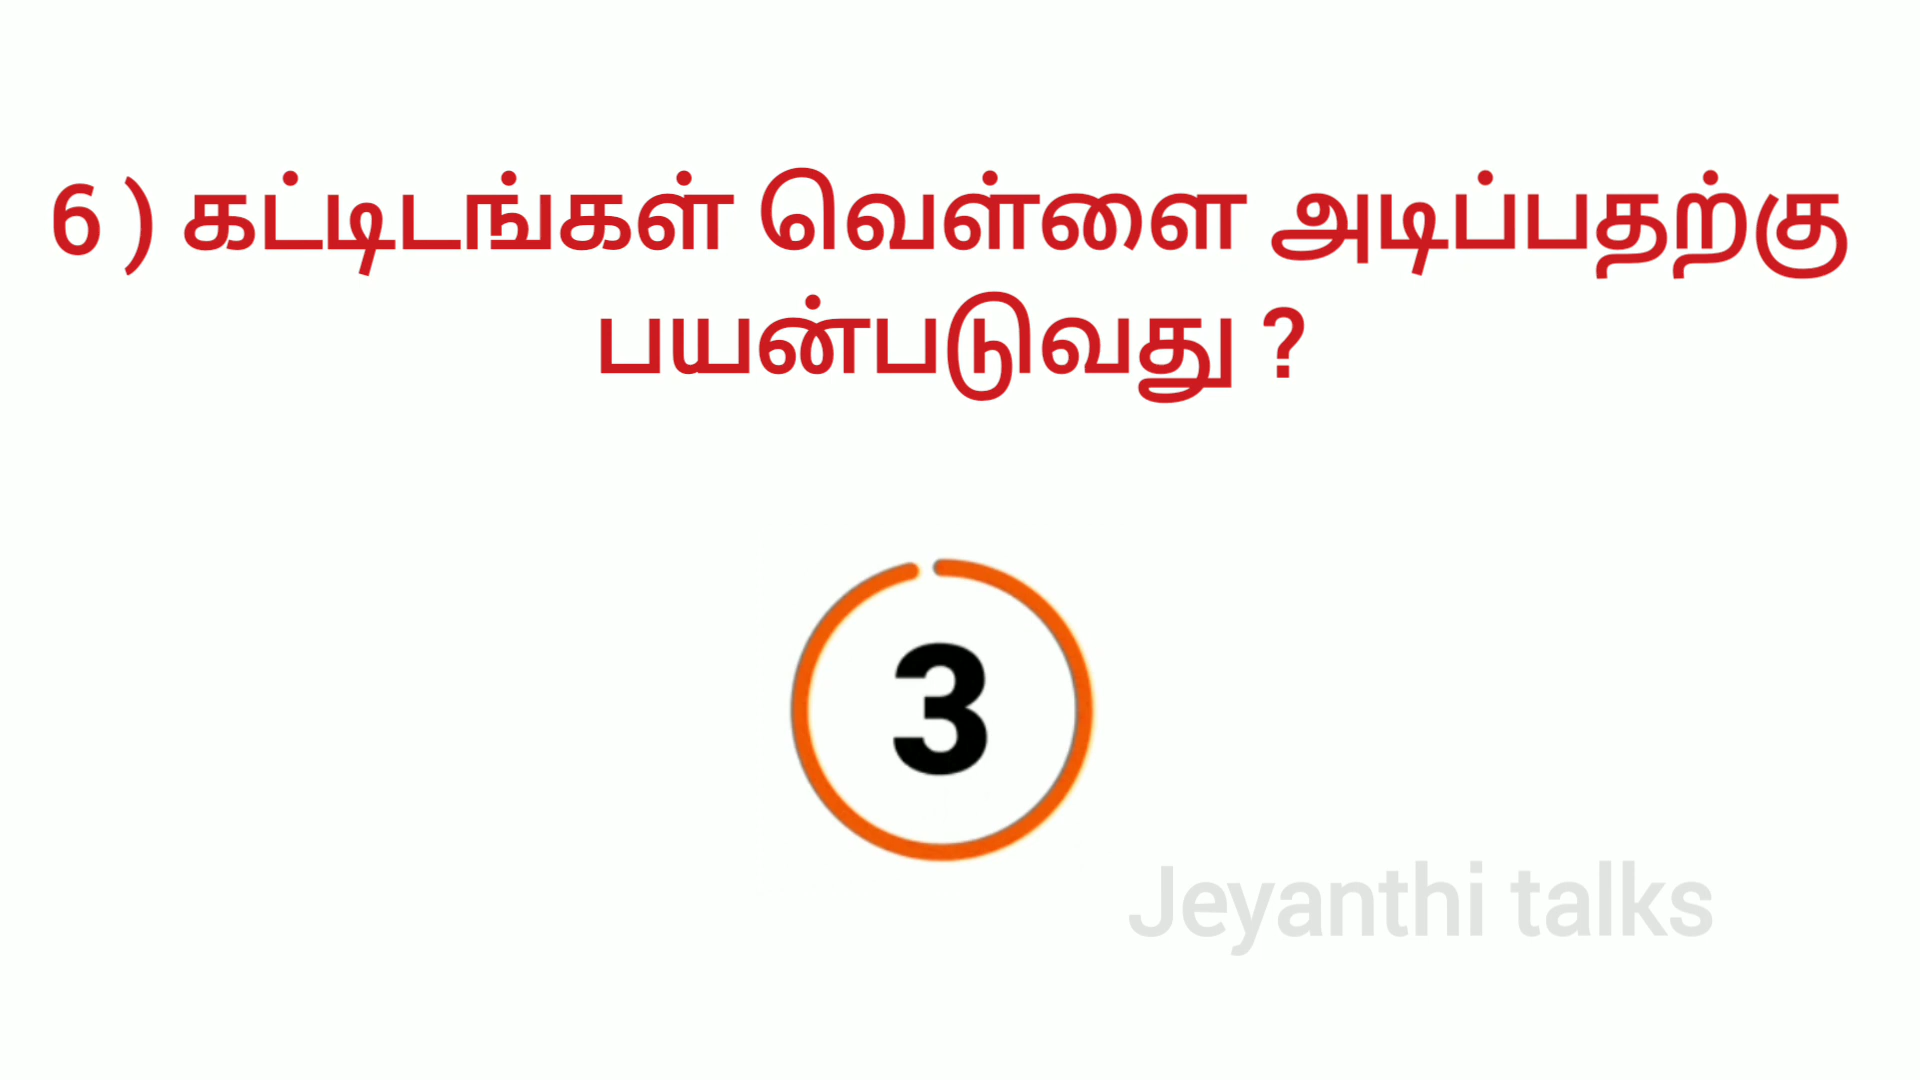 6 ) கட்டிடங்கள் வெள்ளை அடிப்பதற்கு
பயன்படுவது ?
3
Jeyanthi talks